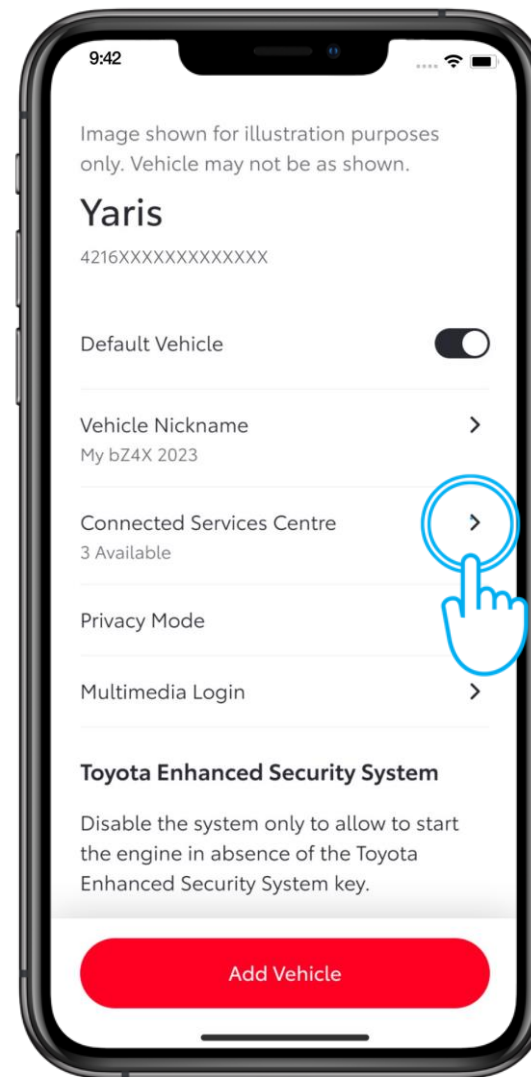 9:42
Image shown for illustration purposes
only. Vehicle may not be as shown.
Yaris
4216XXXXXXXXXXXXX
Default Vehicle
Vehicle Nickname
My bZ4X 2023
Connected Services Centre
3 Available
Privacy Mode
Multimedia Login
Toyota Enhanced Security System
Disable the system only to allow to start
the engine in absence of the Toyota
Enhanced Security System key.
Add Vehicle